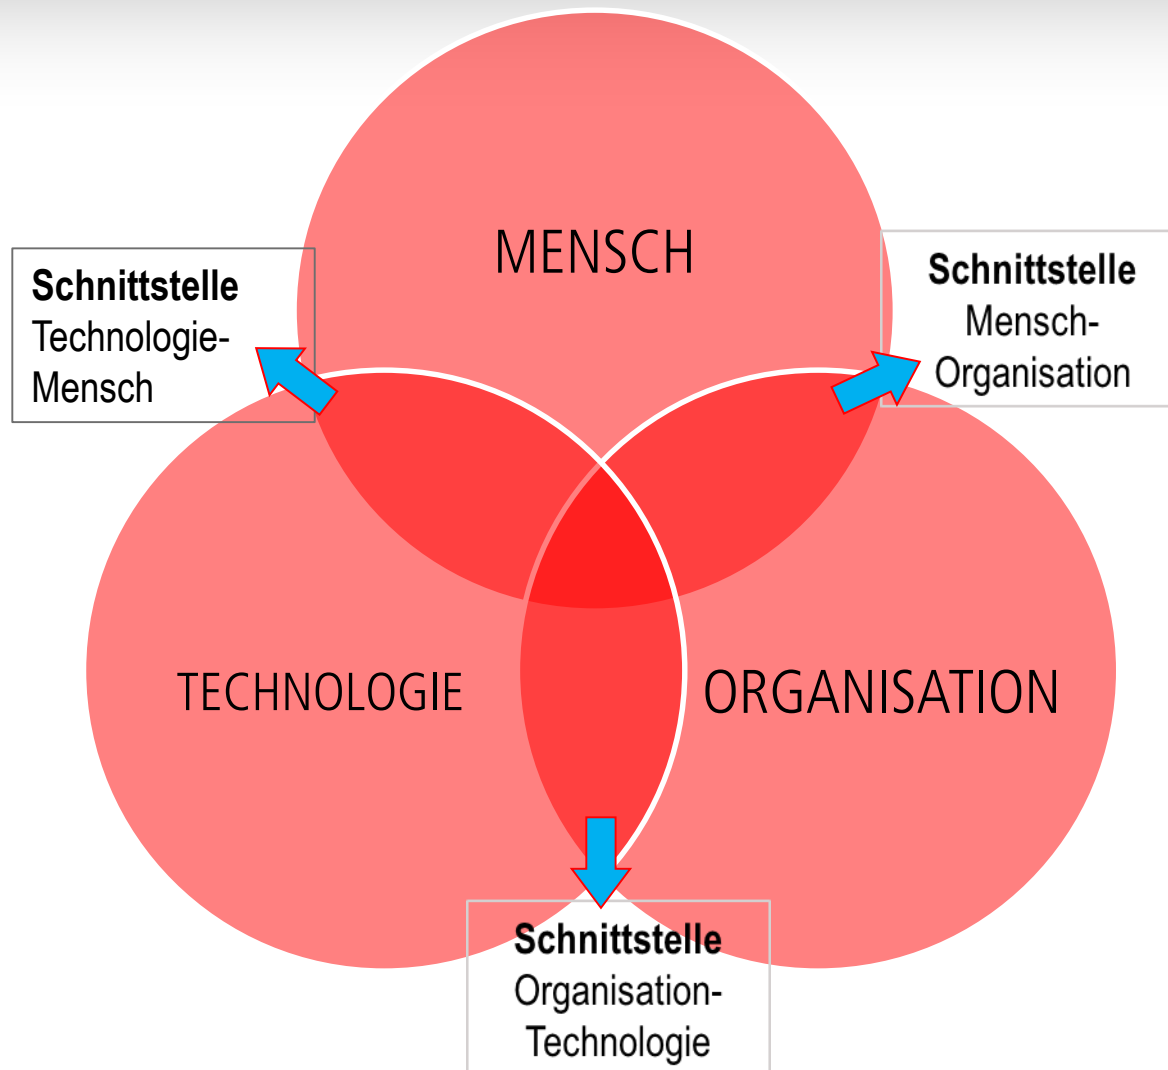 MENSCH
Schnittstelle
Technologie-
Mensch
Schnittstelle
Mensch-
Organisation
TECHNOLOGIE
ORGANISATION
Schnittstelle
Organisation-
Technologie